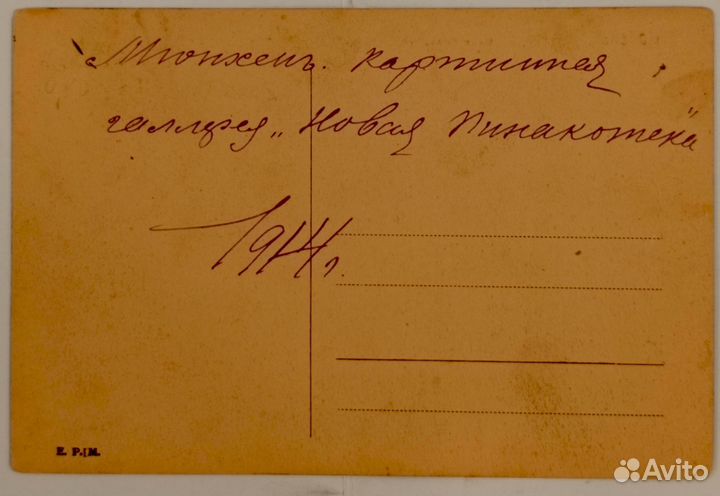 Мюнхенъ. картинная
галлерея „Новая Пинакотека"
1914 г.
E. P.[M.
Avito